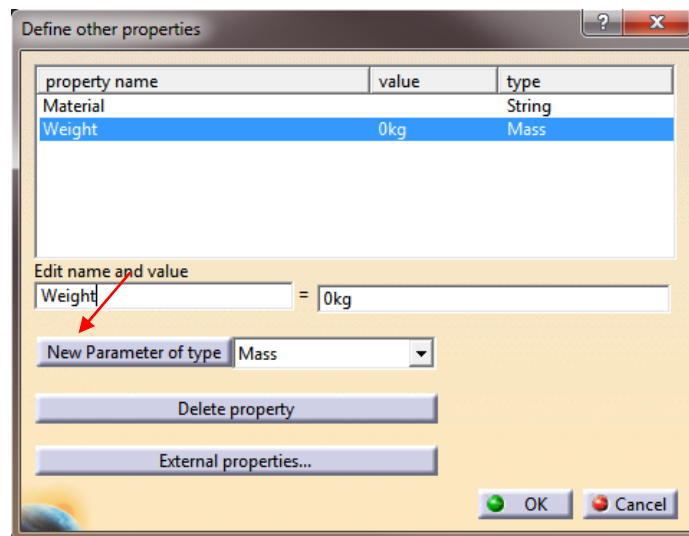 Define other properties
property name value type
Material String
Weight 0kg Mass
Edit name and value
Weight = 0kg
New Parameter of type Mass
Delete property
External properties...
OK Cancel